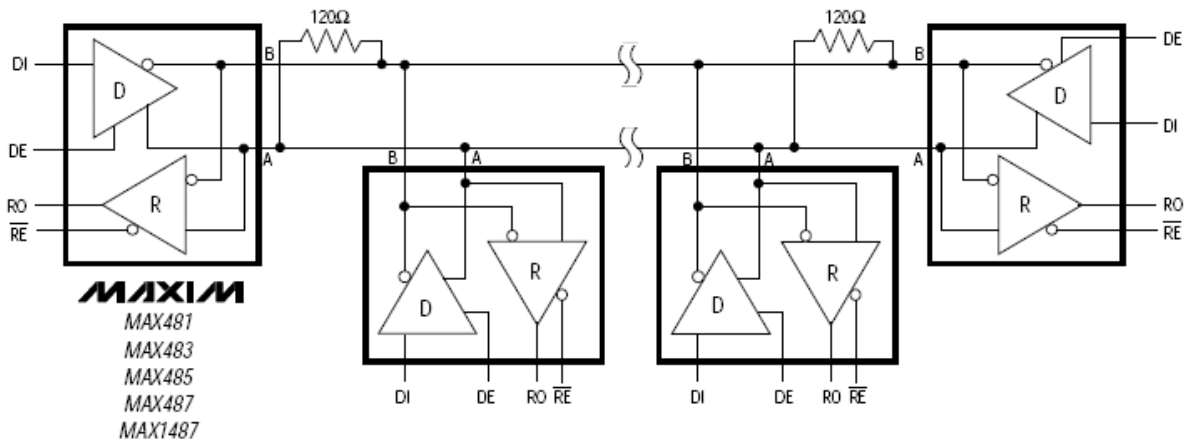 120Ω 120Ω
DI B B DE
D D
DI
DE A B A B A A
R R RO
RO RE
RE
R R
D D
MAXIM
MAX481
MAX483
MAX485
MAX487
MAX1487
DI DE RO RE DI DE RO RE